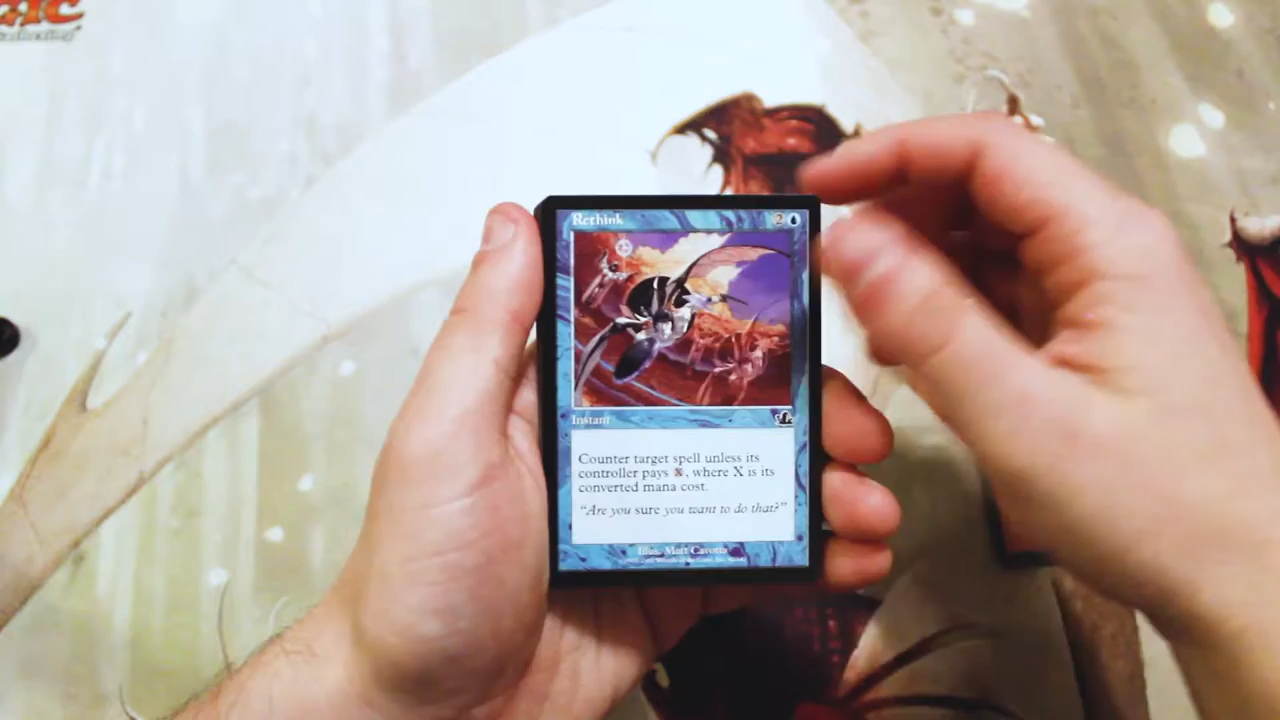 Rethink
2
Instant
Counter target spell unless its
controller pays X, where X is its
converted mana cost.
“Are you sure you want to do that?”
Illus. Matt Cavotta